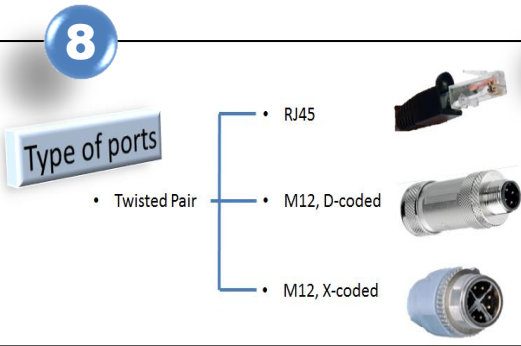 8
Type of ports
• Twisted Pair
• RJ45
• M12, D-coded
• M12, X-coded